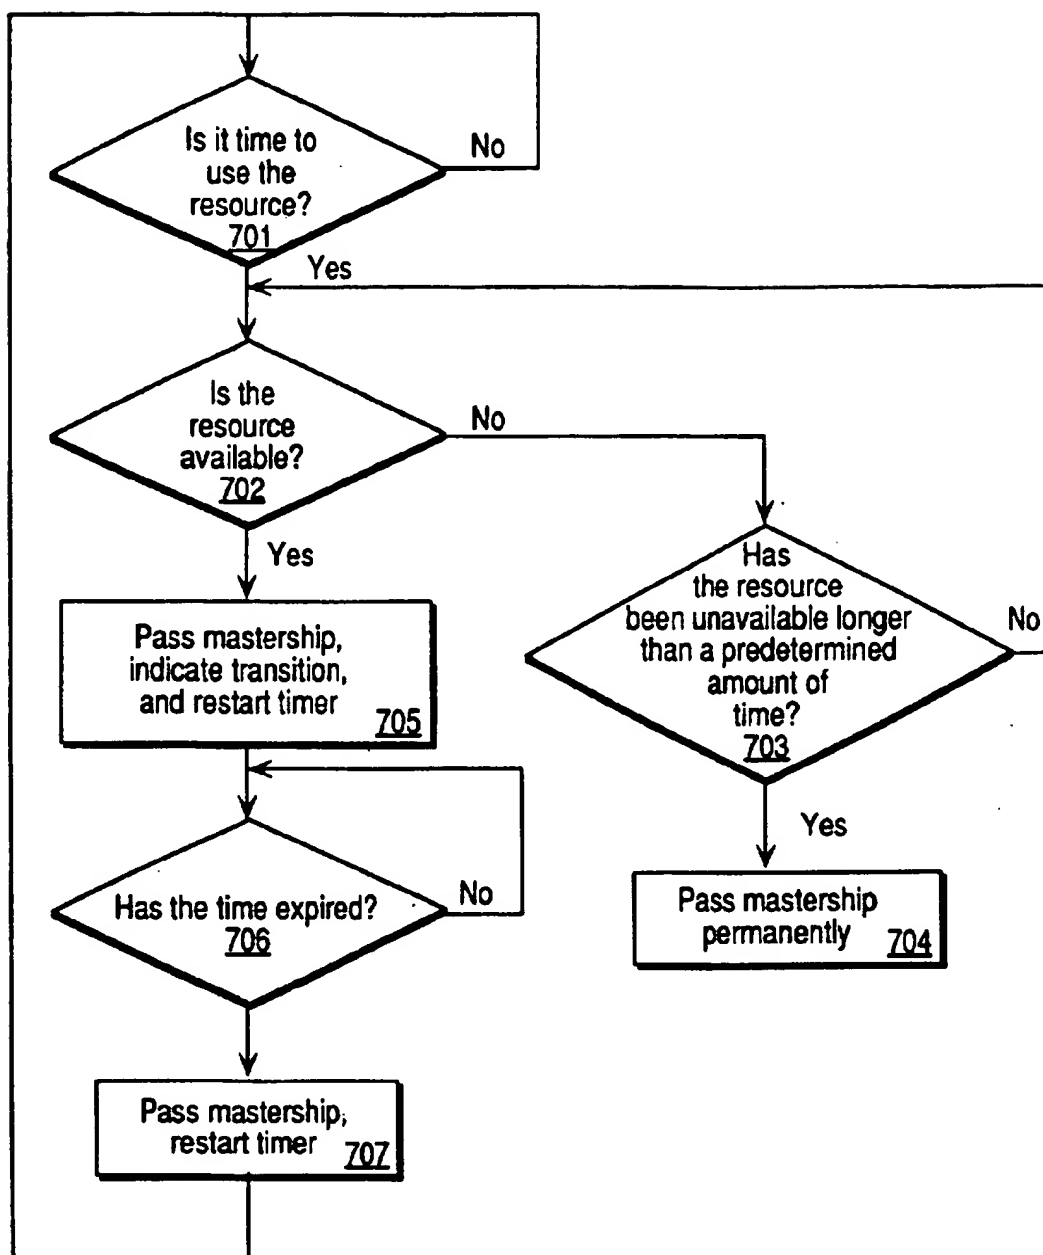 Is it time to
use the
resource?
701
No
Yes
Is the
resource
available?
702
No
Yes
Has
the resource
been unavailable longer
than a predetermined
amount of
time?
703
No
Yes
Pass mastership,
indicate transition,
and restart timer
705
Has the time expired?
706
No
Pass mastership
permanently
704
Pass mastership,
restart timer
707